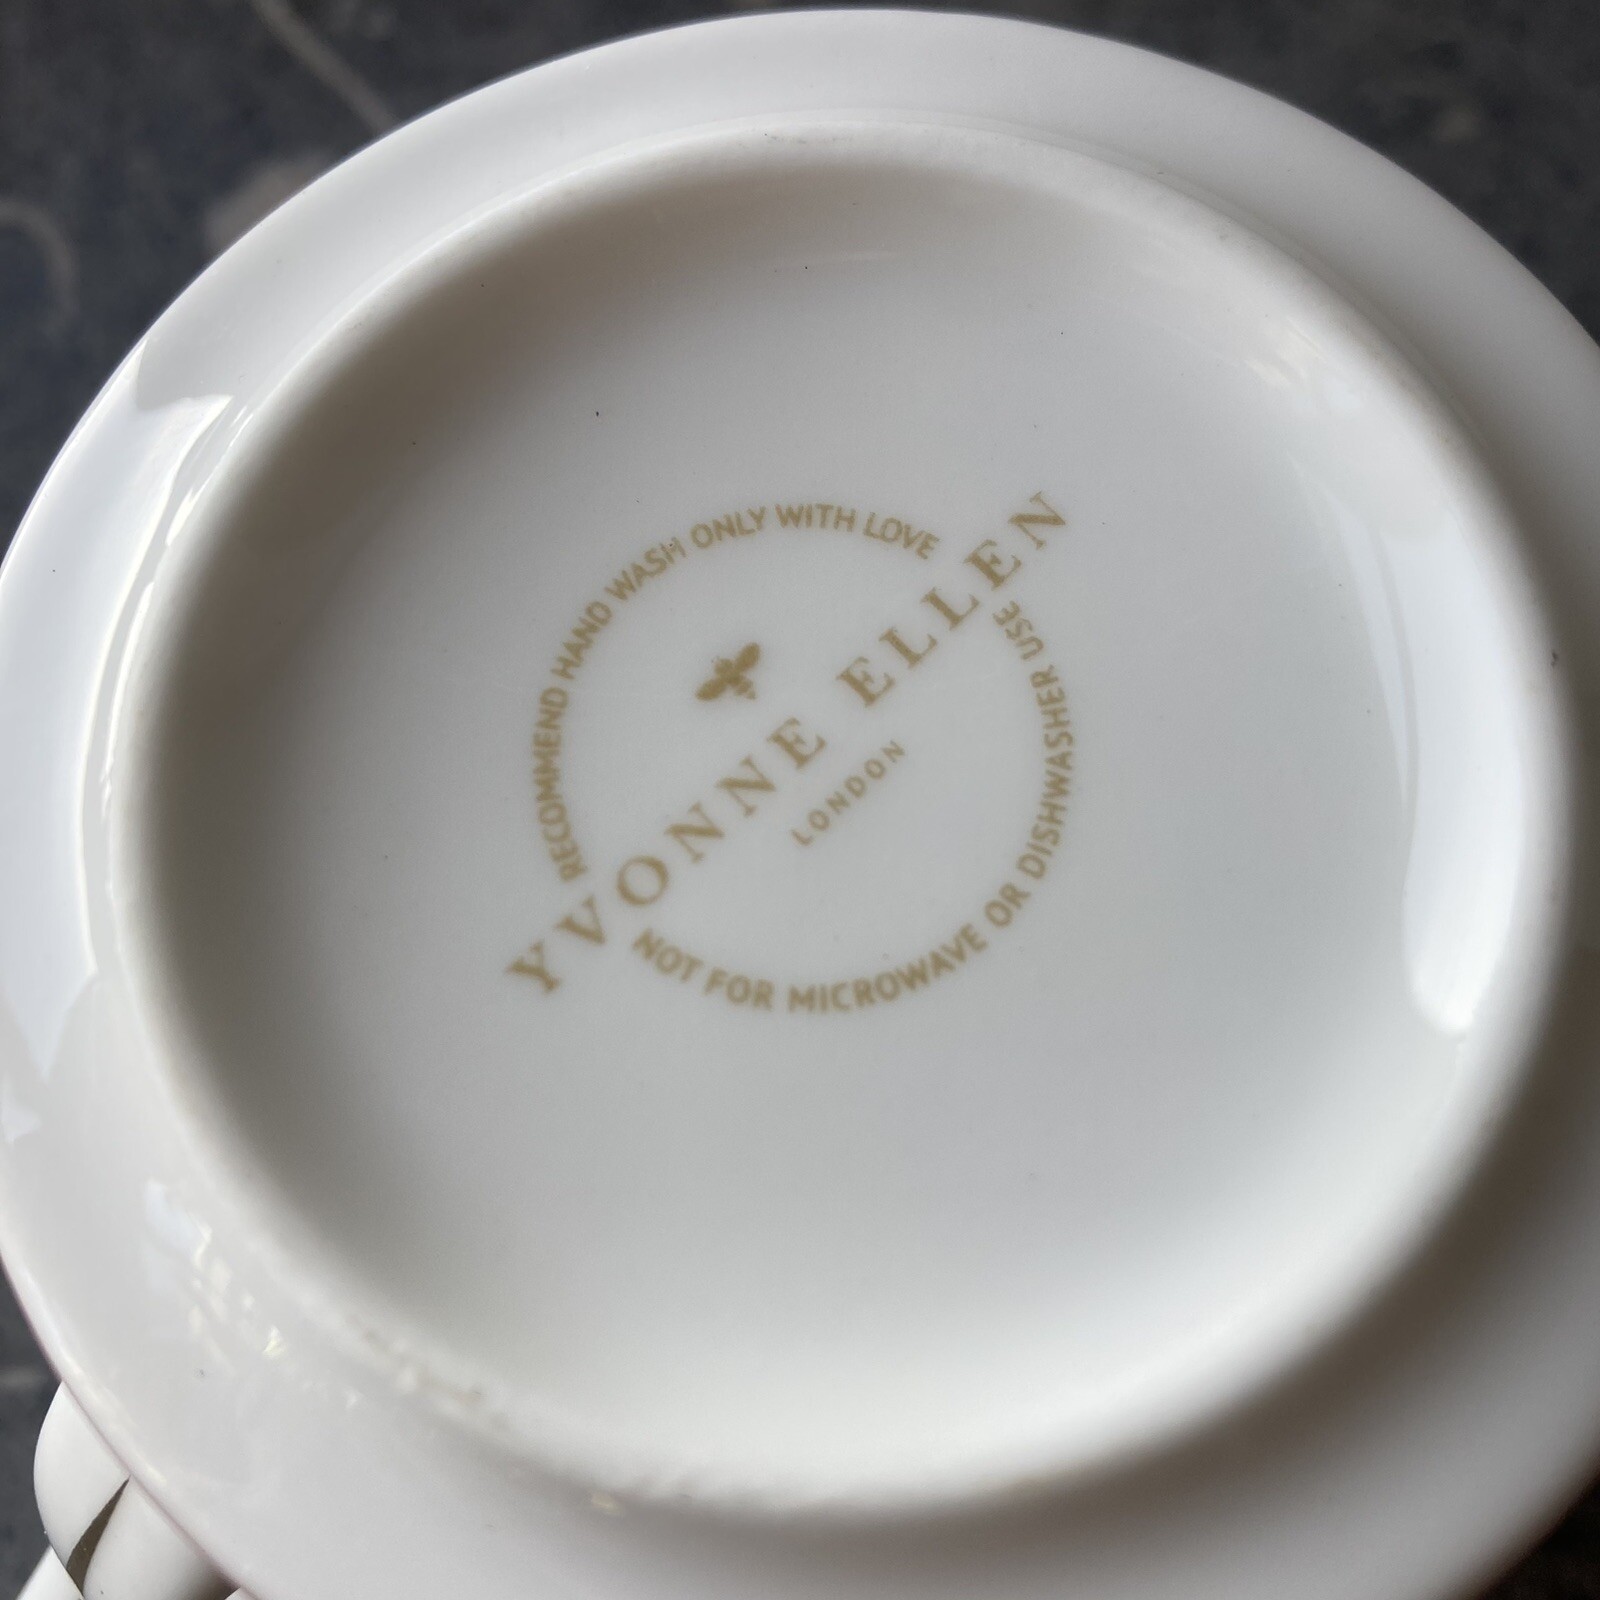 RECOMMEND HAND WASH ONLY WITH LOVE
YVONNE ELLEN
LONDON
NOT FOR MICROWAVE OR DISHWASHER USE